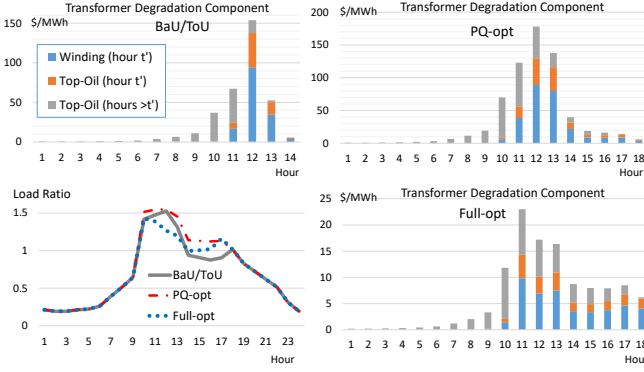 Transformer Degradation Component
$/MWh
BaU/ToU
150
100
50
0
Winding (hour t')
Top-Oil (hour t')
Top-Oil (hours >t')
1 2 3 4 5 6 7 8 9 10 11 12 13 14
Hour
$/MWh
Transformer Degradation Component
PQ-opt
200
150
100
50
0
1 2 3 4 5 6 7 8 9 10 11 12 13 14 15 16 17 18
Hour
Load Ratio
1.5
1
0.5
0
BaU/ToU
PQ-opt
Full-opt
1 3 5 7 9 11 13 15 17 19 21 23
Hour
$/MWh
Transformer Degradation Component
Full-opt
25
20
15
10
5
0
1 2 3 4 5 6 7 8 9 10 11 12 13 14 15 16 17 18
Hour